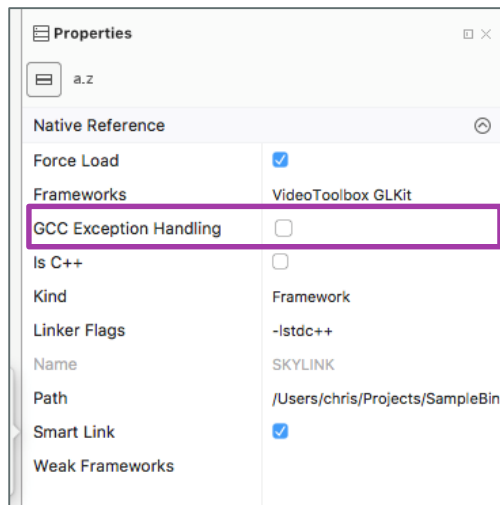 Properties
a.z
Native Reference
Force Load
Frameworks VideoToolbox GLKit
GCC Exception Handling
Is C++
Kind Framework
Linker Flags -lstdc++
Name SKYLINK
Path /Users/chris/Projects/SampleBin
Smart Link
Weak Frameworks